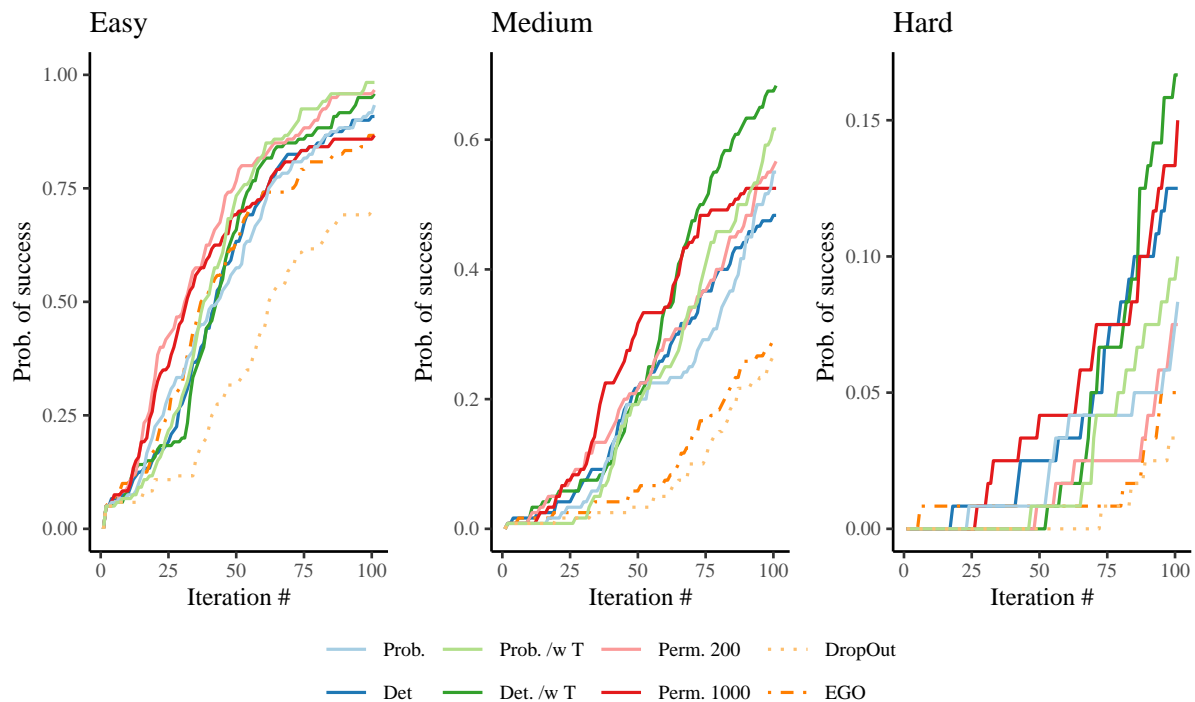 Easy
Medium
Hard
Prob. of success
1.00
0.75
0.50
0.25
0.00
0 25 50 75 100
Iteration #
Prob. of success
0.6
0.4
0.2
0.0
0 25 50 75 100
Iteration #
Prob. of success
0.15
0.10
0.05
0.00
0 25 50 75 100
Iteration #
Prob. Prob. /w T Perm. 200 DropOut
Det Det. /w T Perm. 1000 EGO